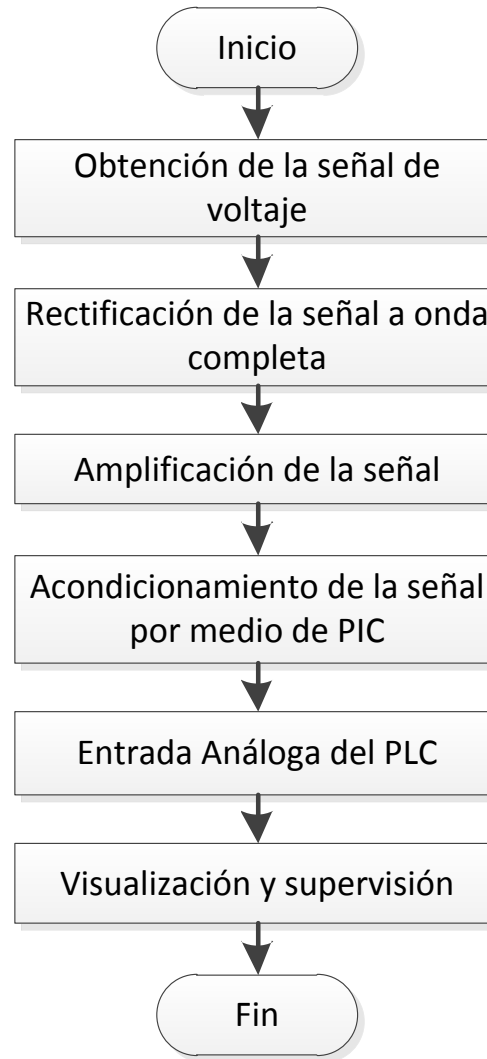 Inicio
Obtención de la señal de
voltaje
Rectificación de la señal a onda
completa
Amplificación de la señal
Acondicionamiento de la señal
por medio de PIC
Entrada Análoga del PLC
Visualización y supervisión
Fin